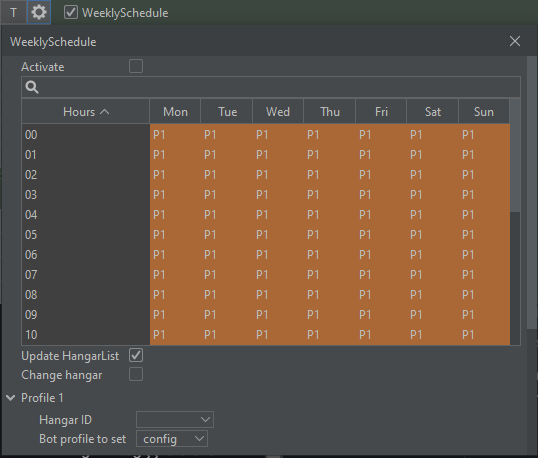 T WeeklySchedule
WeeklySchedule
Activate
Hours Mon Tue Wed Thu Fri Sat Sun
00 P1 P1 P1 P1 P1 P1 P1
01 P1 P1 P1 P1 P1 P1 P1
02 P1 P1 P1 P1 P1 P1 P1
03 P1 P1 P1 P1 P1 P1 P1
04 P1 P1 P1 P1 P1 P1 P1
05 P1 P1 P1 P1 P1 P1 P1
06 P1 P1 P1 P1 P1 P1 P1
07 P1 P1 P1 P1 P1 P1 P1
08 P1 P1 P1 P1 P1 P1 P1
09 P1 P1 P1 P1 P1 P1 P1
10 P1 P1 P1 P1 P1 P1 P1
Update HangarList
Change hangar
Profile 1
Hangar ID
Bot profile to set config